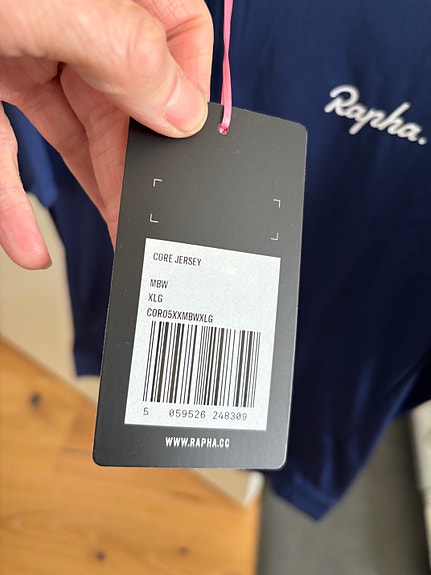 Rapha.
CORE JERSEY
MBW
XLG
COR05XXMBWXLG
5 059526 248309
WWW.RAPHA.CC